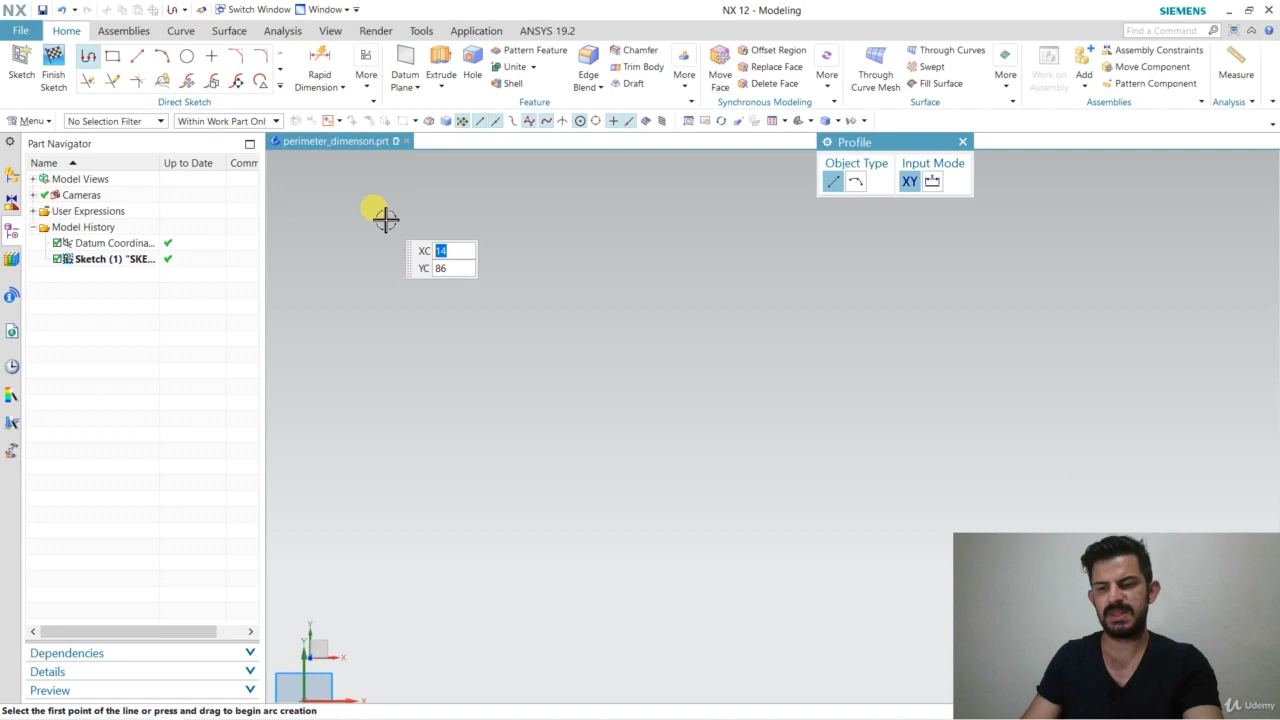 NX Switch Window Window NX 12 - Modeling SIEMENS
File Home Assemblies Curve Surface Analysis View Render Tools Application ANSYS 19.2 Find a Command
Sketch Finish Sketch Rapid Dimension More Datum Plane Extrude Hole Pattern Feature Unite Shell Edge Blend Chamfer Trim Body Draft More Move Face Offset Region Replace Face Delete Face More Through Curve Mesh Through Curves Swept Fill Surface More Work on Assembly Add Assembly Constraints Move Component Pattern Component Measure
Direct Sketch Feature Synchronous Modeling Surface Assemblies Analysis
Menu No Selection Filter Within Work Part Only
Part Navigator perimeter_dimenson.prt Profile
Name Up to Date Comm
Object Type Input Mode
XY
Model Views
Cameras
User Expressions
Model History
Datum Coordina...
Sketch (1) "SKE...
XC 14
YC 86
Y
Y
X
X
Dependencies
Details
Preview
Select the first point of the line or press and drag to begin arc creation
Udemy